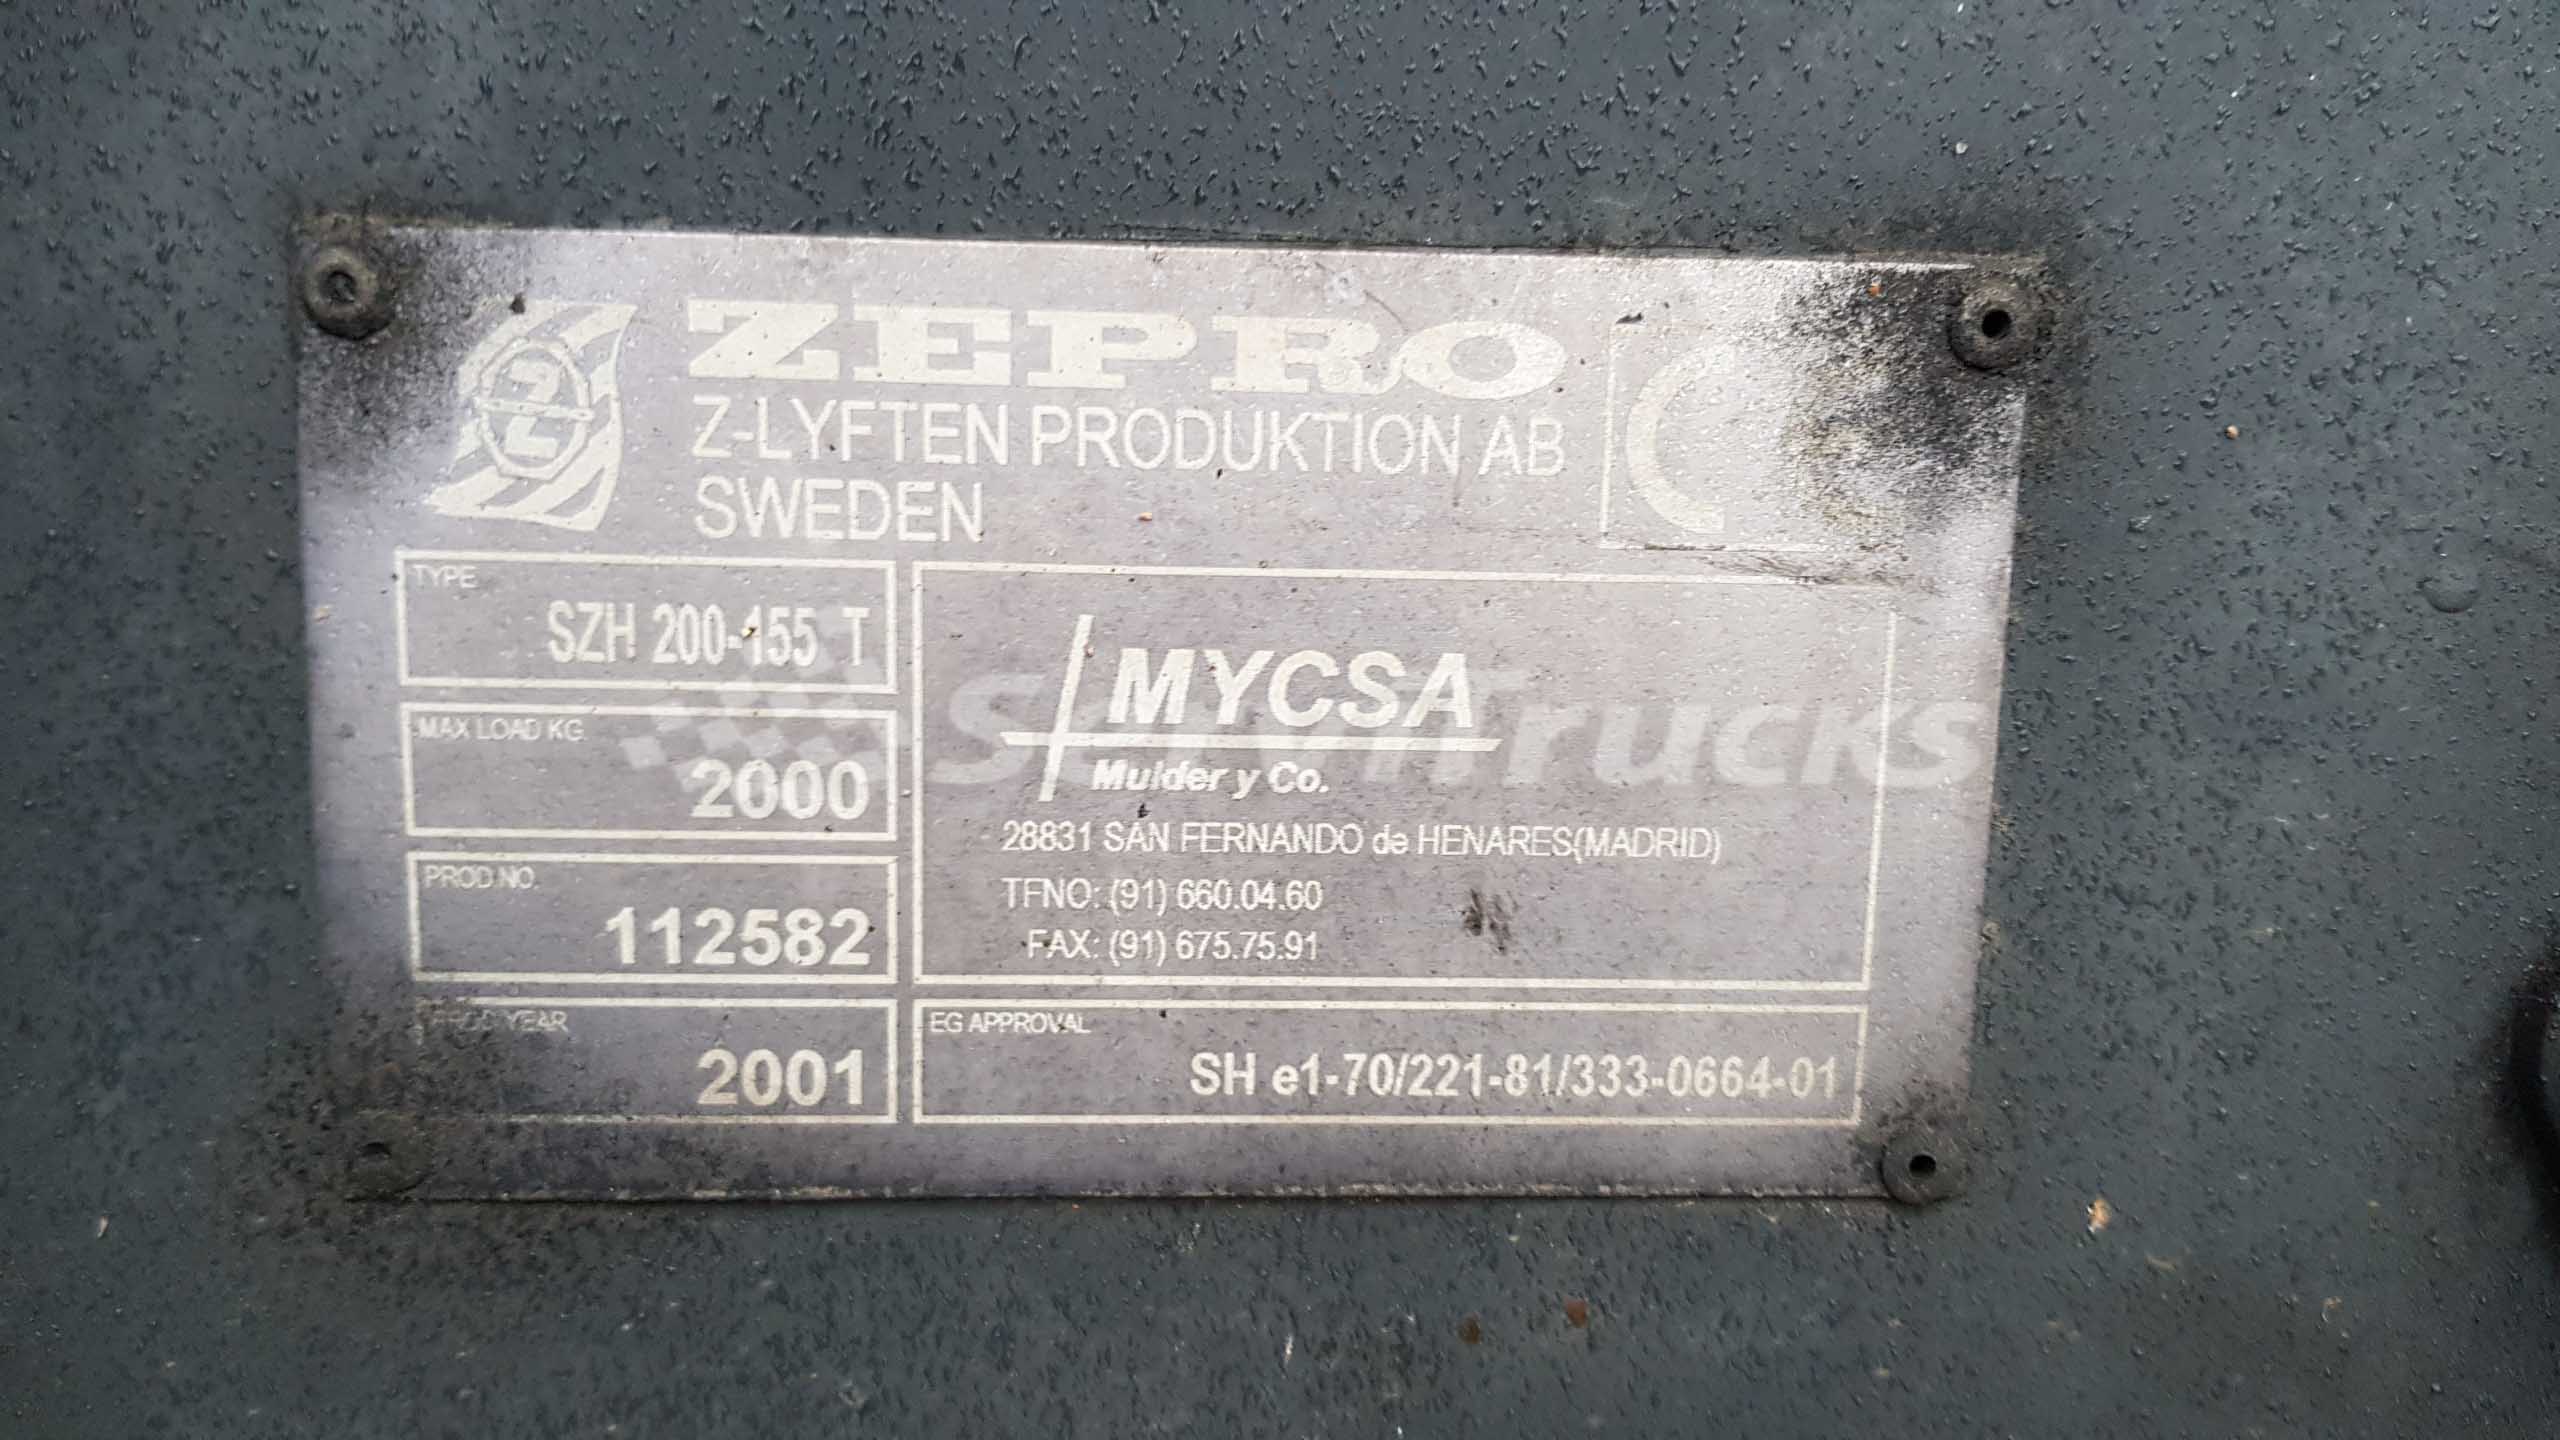 ZEPRO
Z-LYFTEN PRODUKTION AB
SWEDEN
TYPE
SZH 200-155 T
MAX LOAD KG.
2000
PROD NO.
112582
PROD YEAR
2001
MYCSA
Mulder y Co.
28831 SAN FERNANDO de HENARES(MADRID)
TFNO: (91) 660.04.60
FAX: (91) 675.75.91
EG APPROVAL
SH e1-70/221-81/333-0664-01